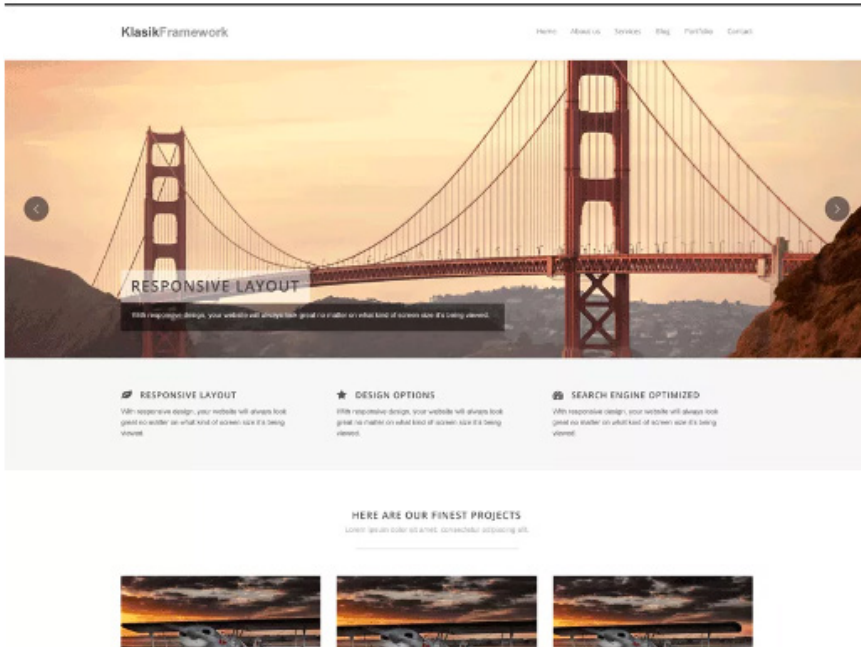 KlasikFramework
Home About us Services Blog Portfolio Contact
RESPONSIVE LAYOUT
With responsive design, your website will always look great no matter on what kind of screen size it's being viewed.
RESPONSIVE LAYOUT
With responsive design, your website will always look
great no matter on what kind of screen size it's being
viewed.
DESIGN OPTIONS
With responsive design, your website will always look
great no matter on what kind of screen size it's being
viewed.
SEARCH ENGINE OPTIMIZED
With responsive design, your website will always look
great no matter on what kind of screen size it's being
viewed.
HERE ARE OUR FINEST PROJECTS
Lorem ipsum dolor sit amet, consectetur adipiscing elit.